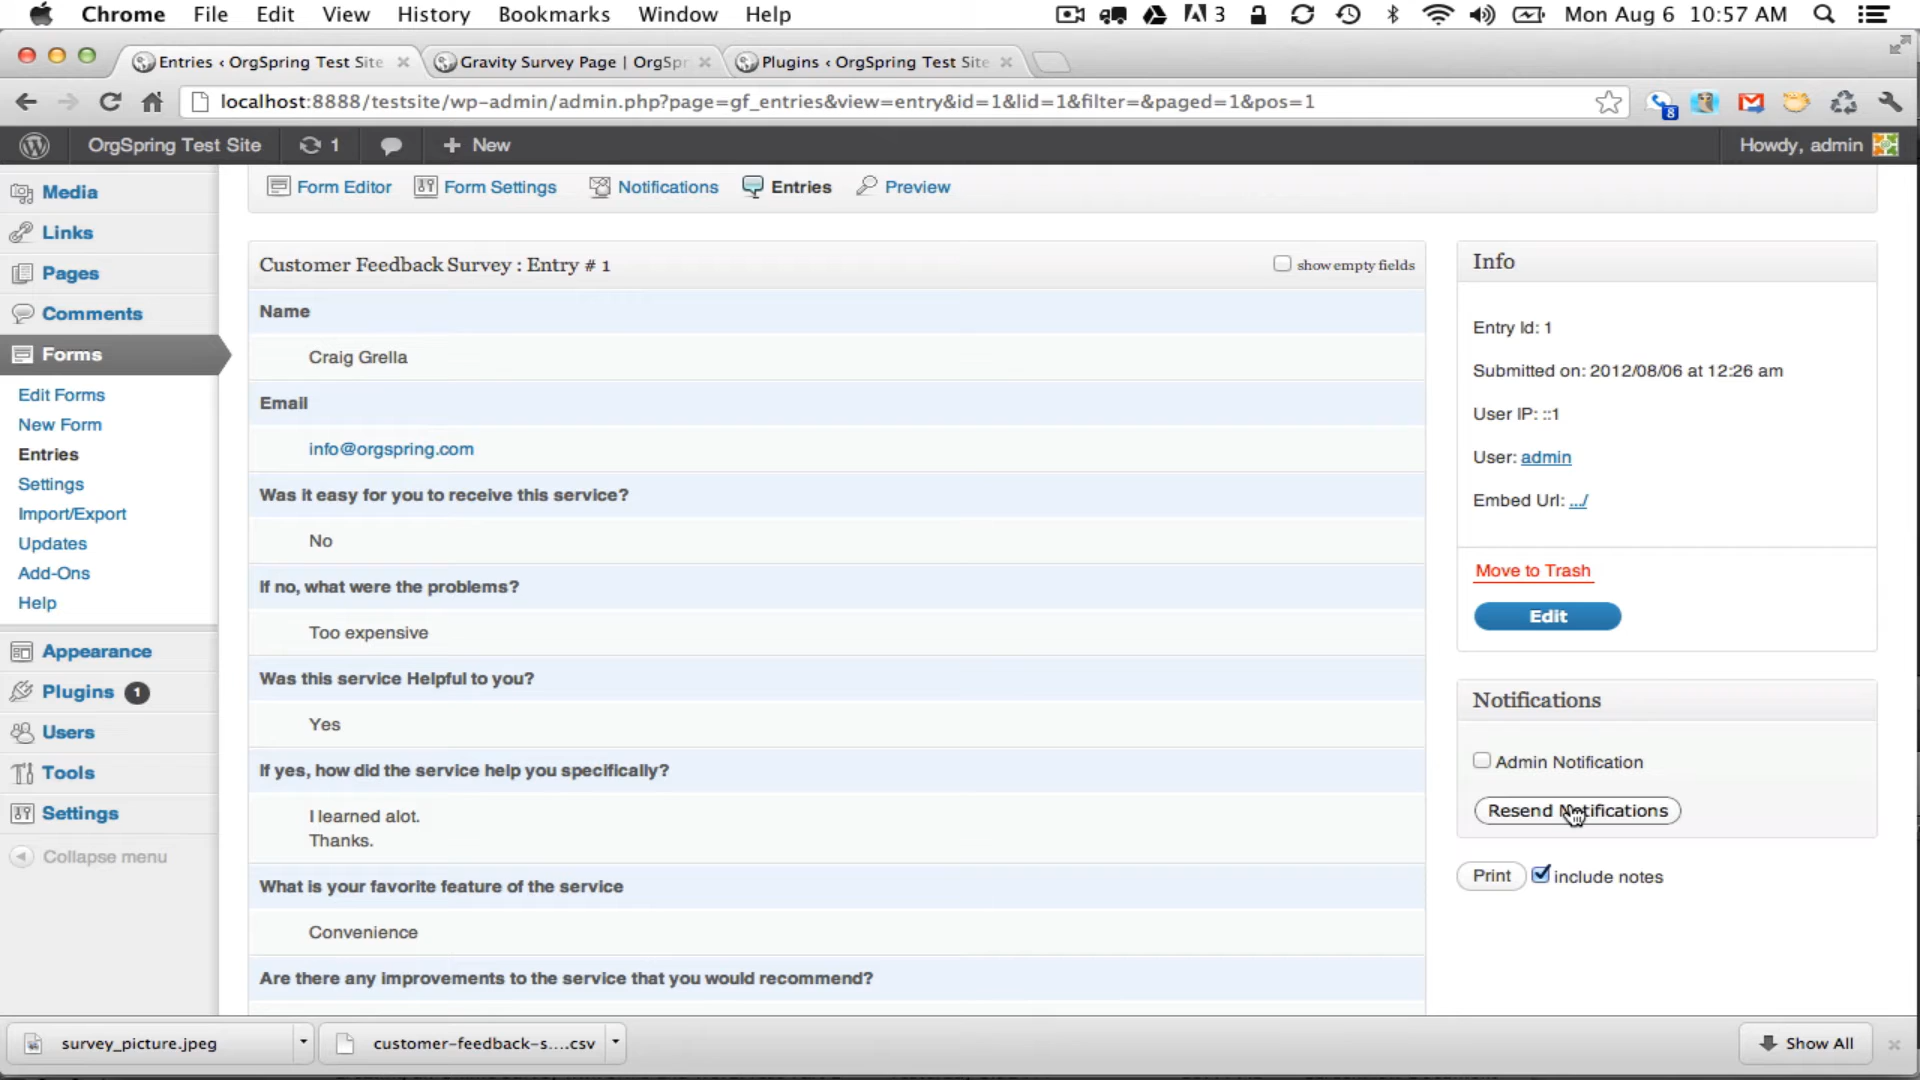 Chrome File Edit View History Bookmarks Window Help 3 Mon Aug 6 10:57 AM
Entries ‹ OrgSpring Test Site Gravity Survey Page | OrgSpr Plugins ‹ OrgSpring Test Site
localhost:8888/testsite/wp-admin/admin.php?page=gf_entries&view=entry&id=1&lid=1&filter=&paged=1&pos=1 8
OrgSpring Test Site 1 + New Howdy, admin
Form Editor Form Settings Notifications Entries Preview
Media
Links
Pages
Comments
Forms
Edit Forms
New Form
Entries
Settings
Import/Export
Updates
Add-Ons
Help
Appearance
Plugins 1
Users
Tools
Settings
Collapse menu
Customer Feedback Survey : Entry # 1 show empty fields
Name
Craig Grella
Email
info@orgspring.com
Was it easy for you to receive this service?
No
If no, what were the problems?
Too expensive
Was this service Helpful to you?
Yes
If yes, how did the service help you specifically?
I learned alot.
Thanks.
What is your favorite feature of the service
Convenience
Are there any improvements to the service that you would recommend?
Info
Entry Id: 1
Submitted on: 2012/08/06 at 12:26 am
User IP: ::1
User: admin
Embed Url: .../
Move to Trash
Edit
Notifications
Admin Notification
Resend Notifications
Print include notes
survey_picture.jpeg customer-feedback-s....csv Show All